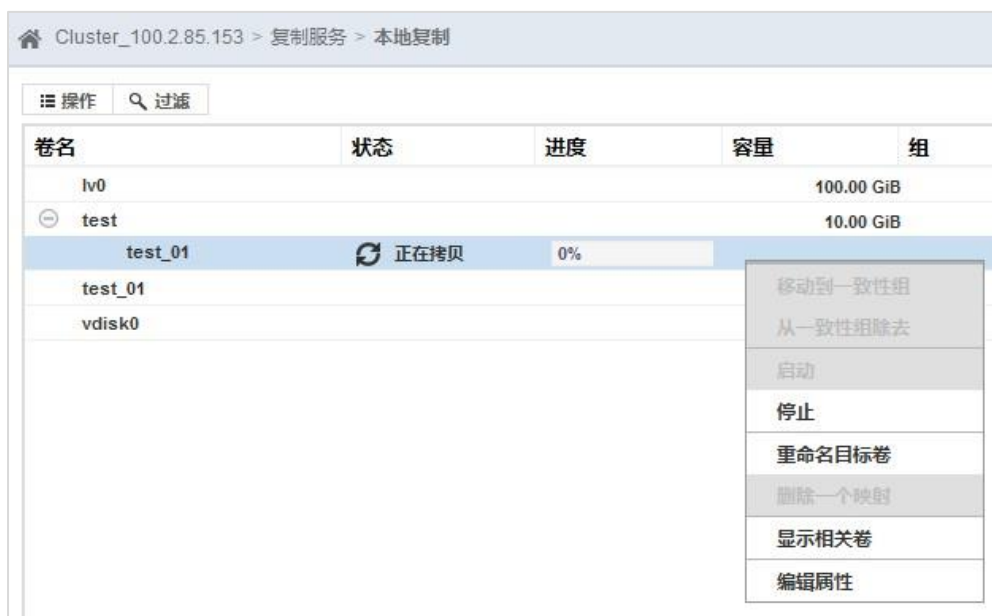 Cluster_100.2.85.153 > 复制服务 > 本地复制
操作 过滤
卷名 状态 进度 容量 组
lv0 100.00 GiB
test 10.00 GiB
test_01 正在拷贝 0%
test_01
vdisk0
移动到一致性组
从一致性组除去
启动
停止
重命名目标卷
删除一个映射
显示相关卷
编辑属性